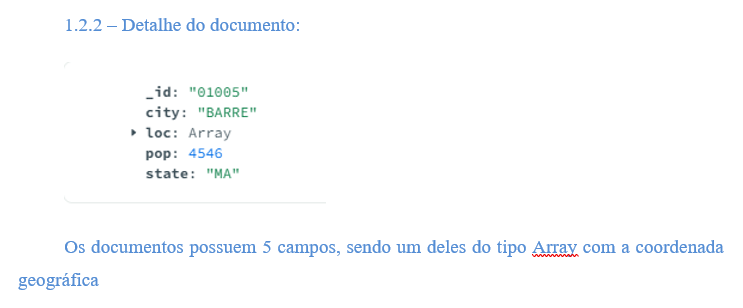 1.2.2 – Detalhe do documento:
_id: "01005"
city: "BARRE"
loc: Array
pop: 4546
state: "MA"
Os documentos possuem 5 campos, sendo um deles do tipo Array com a coordenada
geográfica